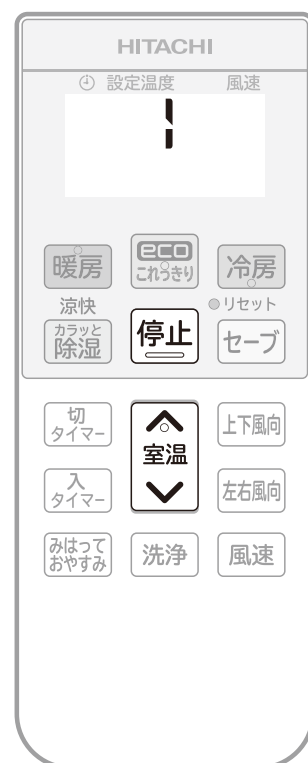 HITACHI
設定温度 風速
1
暖房 eco これっきり 冷房
涼快 リセット
カラッと 除湿 停止 セーブ
切 タイマー 室温 上下風向
入 タイマー 左右風向
みはって おやすみ 洗浄 風速